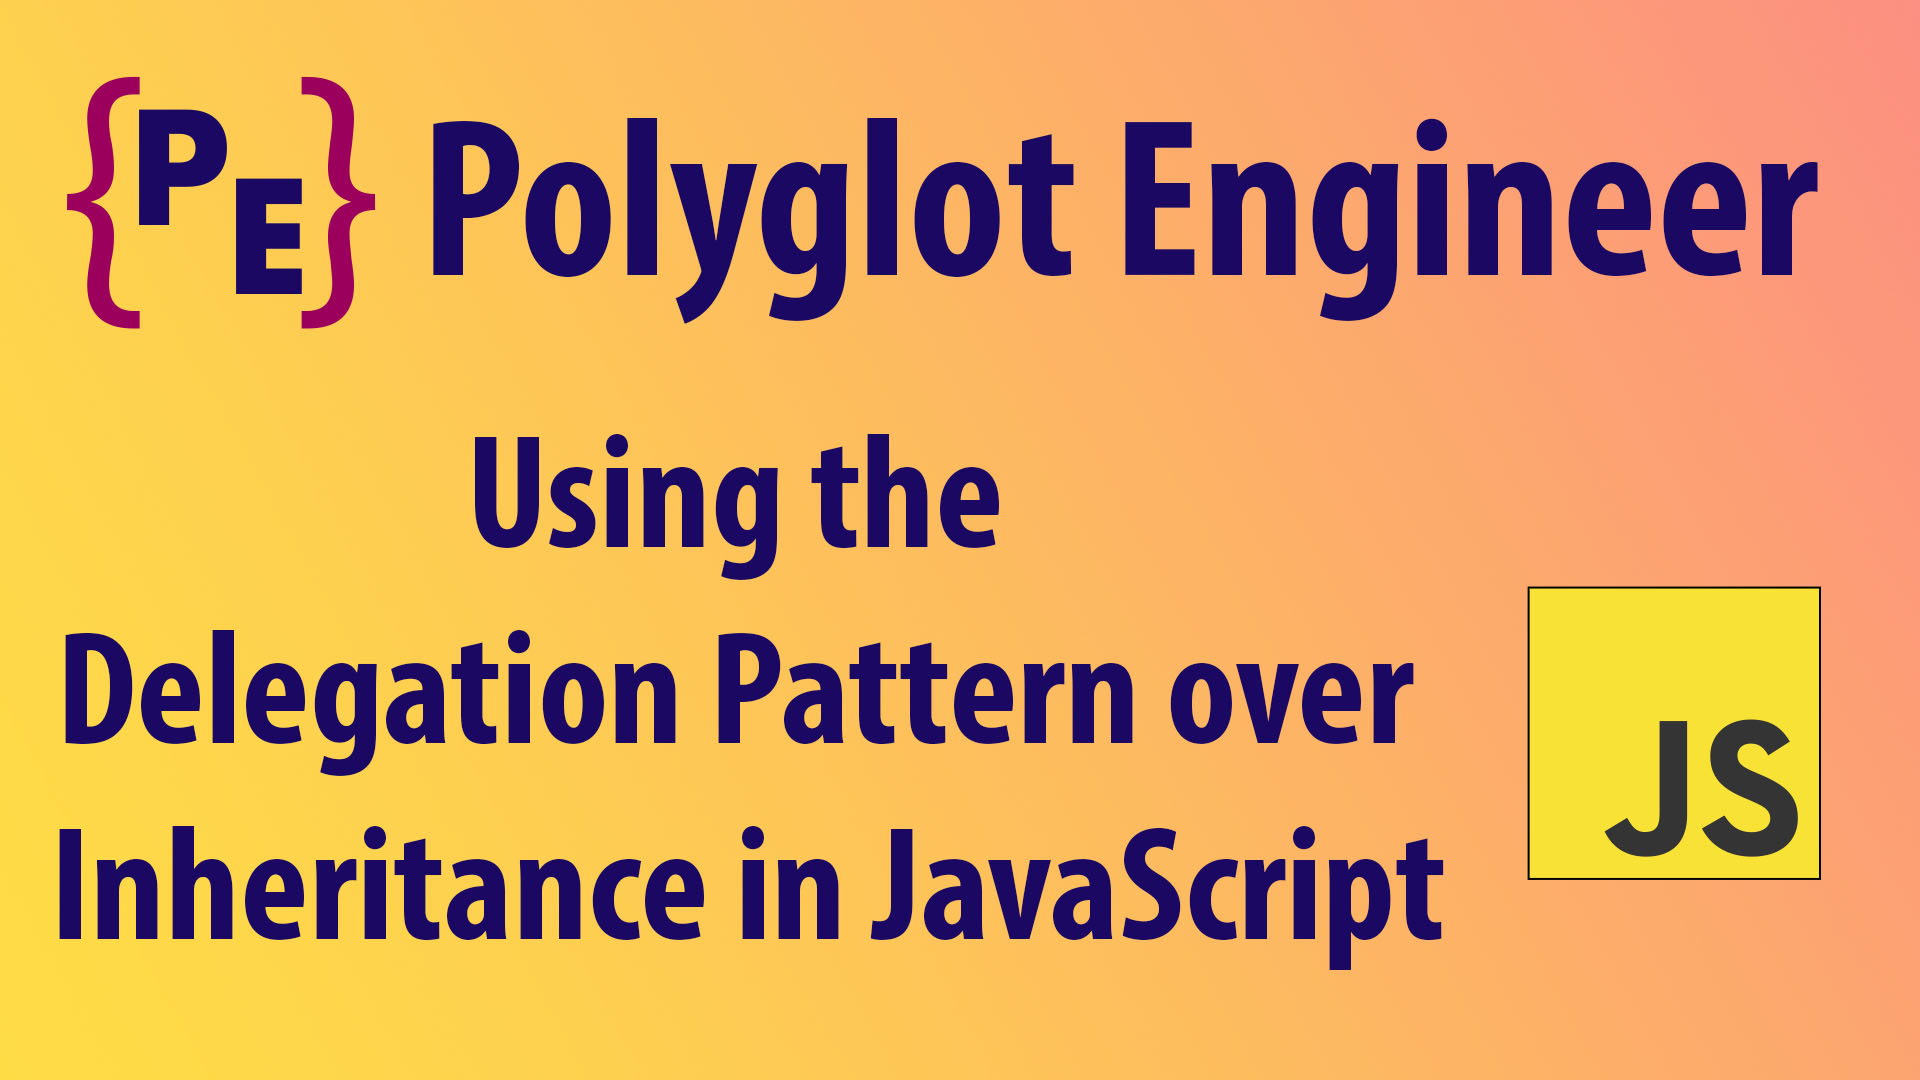 {PE} Polyglot Engineer
Using the
Delegation Pattern over
Inheritance in JavaScript
JS